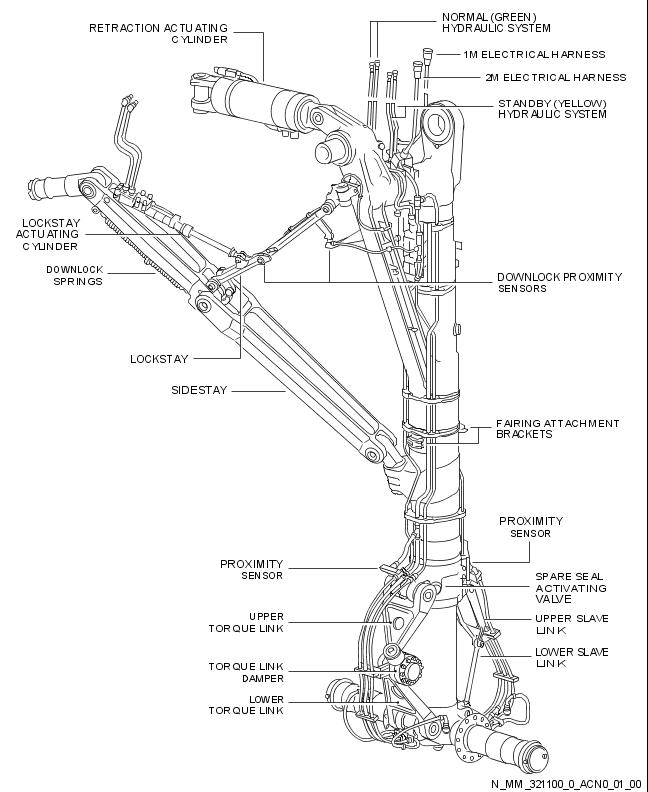 NORMAL (GREEN)
HYDRAULIC SYSTEM
RETRACTION ACTUATING
CYLINDER
1M ELECTRICAL HARNESS
2M ELECTRICAL HARNESS
STANDBY (YELLOW)
HYDRAULIC SYSTEM
LOCKSTAY
ACTUATING
CYLINDER
DOWNLOCK
SPRINGS
DOWNLOCK PROXIMITY
SENSORS
LOCKSTAY
SIDESTAY
FAIRING ATTACHMENT
BRACKETS
PROXIMITY
SENSOR
PROXIMITY
SENSOR
SPARE SEAL
ACTIVATING
VALVE
UPPER
TORQUE LINK
UPPER SLAVE
LINK
LOWER SLAVE
LINK
TORQUE LINK
DAMPER
LOWER
TORQUE LINK
N_MM_321100_0_ACN0_01_00